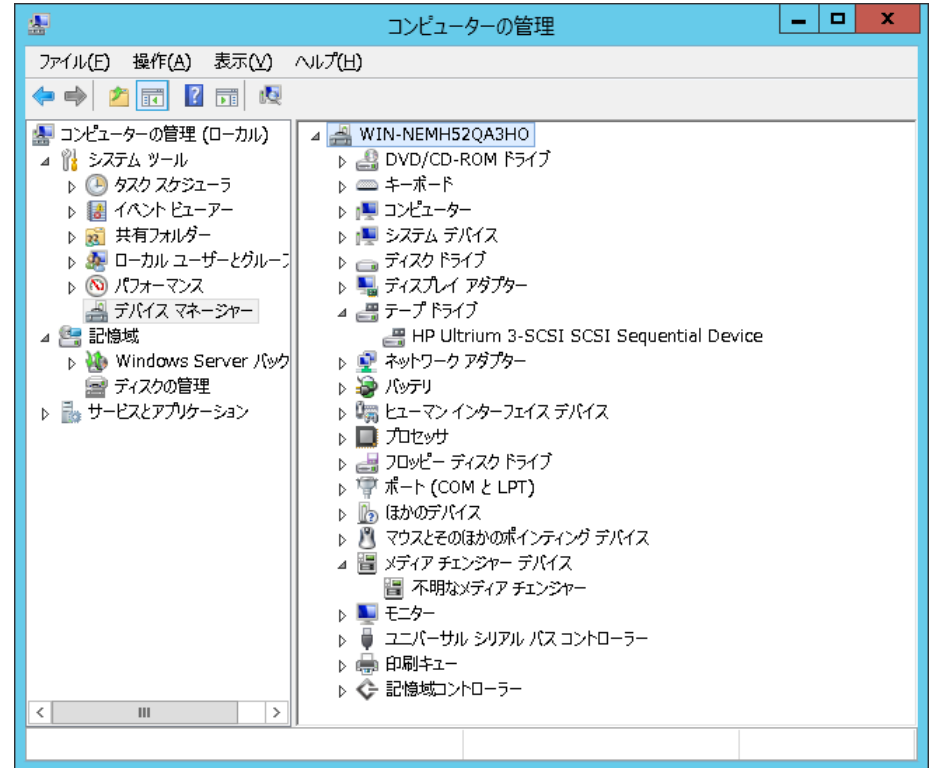 コンピューターの管理
ファイル(F) 操作(A) 表示(V) ヘルプ(H)
コンピューターの管理 (ローカル)
システム ツール
タスク スケジューラ
イベント ビューアー
共有フォルダー
ローカル ユーザーとグルー
パフォーマンス
デバイス マネージャー
記憶域
Windows Server バック
ディスクの管理
サービスとアプリケーション
WIN-NEMH52QA3HO
DVD/CD-ROM ドライブ
キーボード
コンピューター
システム デバイス
ディスク ドライブ
ディスプレイ アダプター
テープ ドライブ
HP Ultrium 3-SCSI SCSI Sequential Device
ネットワーク アダプター
バッテリ
ヒューマン インターフェイス デバイス
プロセッサ
フロッピー ディスク ドライブ
ポート (COM と LPT)
ほかのデバイス
マウスとそのほかのポインティング デバイス
メディア チェンジャー デバイス
不明なメディア チェンジャー
モニター
ユニバーサル シリアル バス コントローラー
印刷キュー
記憶域コントローラー